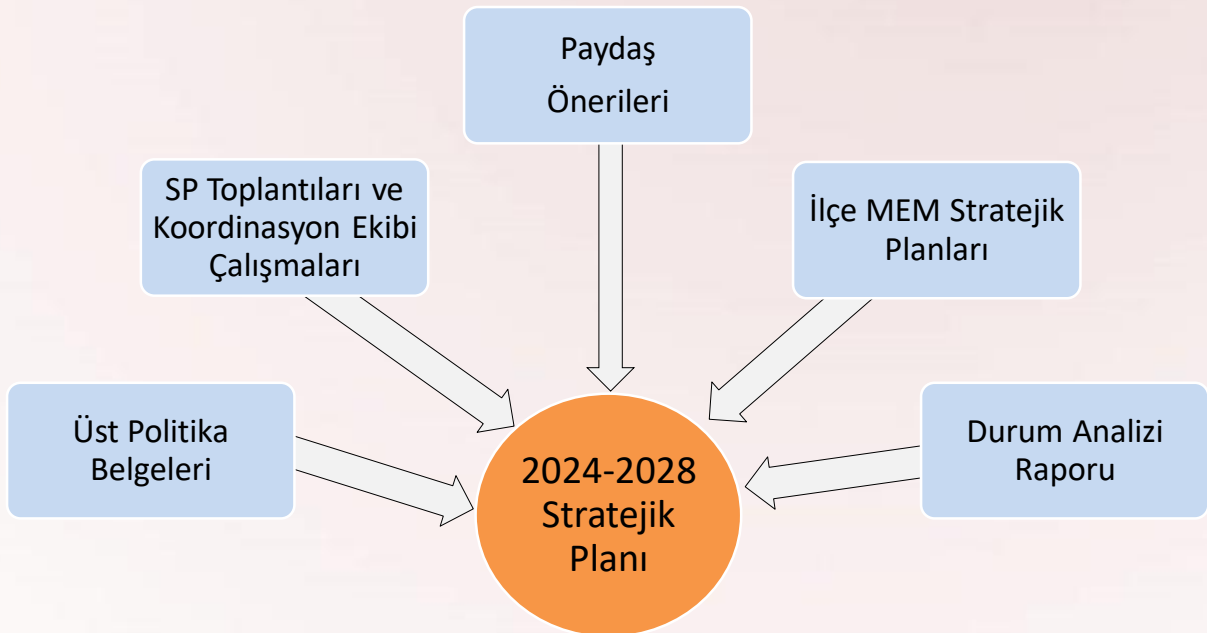 Paydaş
Önerileri
SP Toplantıları ve
Koordinasyon Ekibi
Çalışmaları
İlçe MEM Stratejik
Planları
Üst Politika
Belgeleri
Durum Analizi
Raporu
2024-2028
Stratejik
Planı